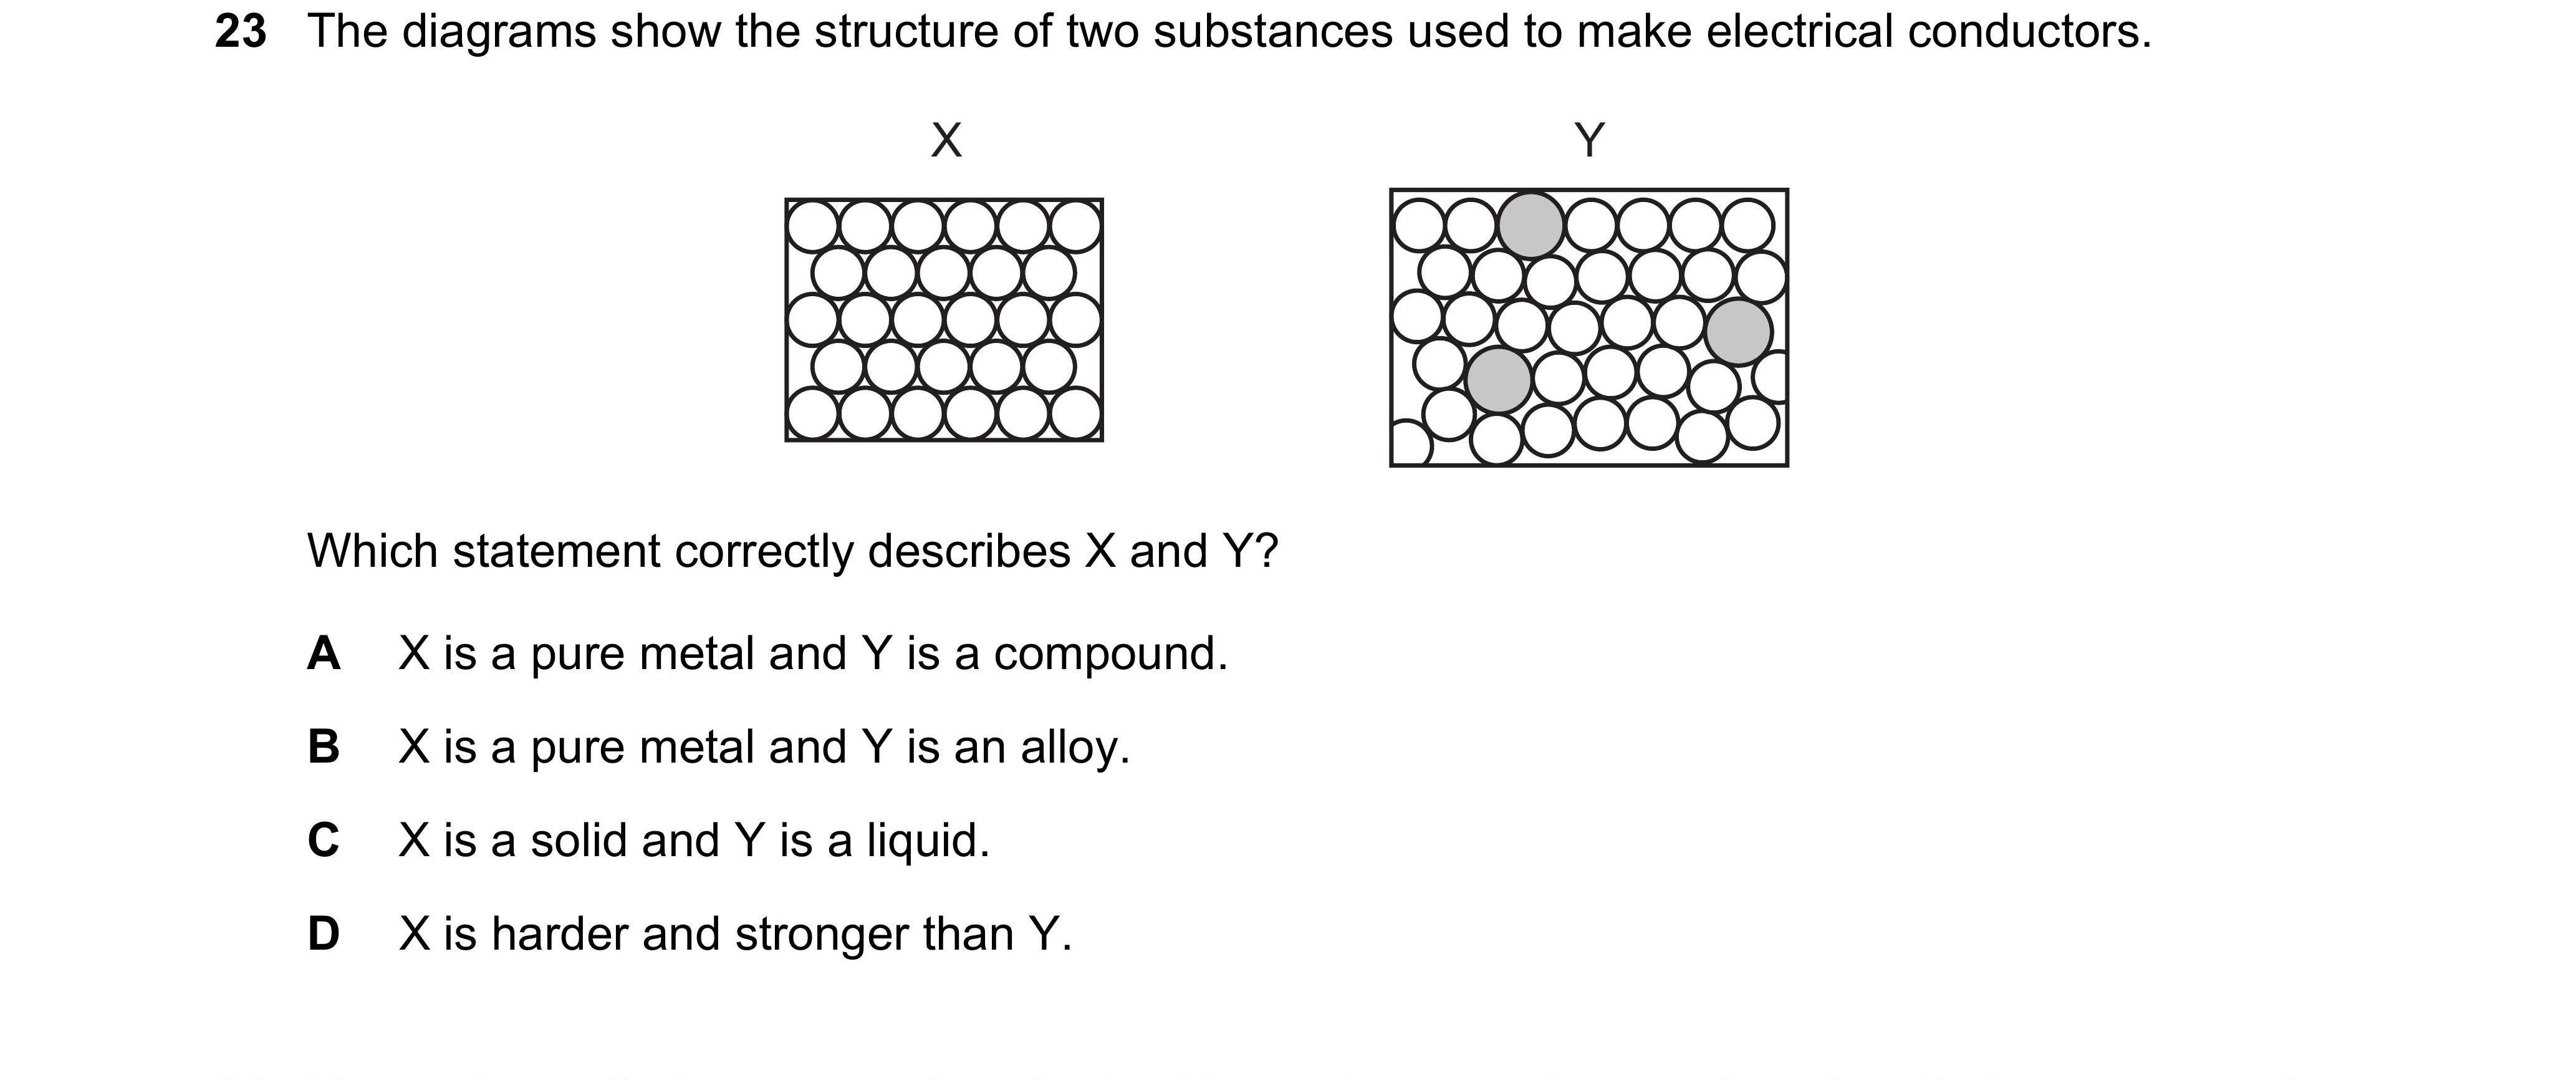 23 The diagrams show the structure of two substances used to make electrical conductors.
X Y
Which statement correctly describes X and Y?
A X is a pure metal and Y is a compound.
B X is a pure metal and Y is an alloy.
C X is a solid and Y is a liquid.
D X is harder and stronger than Y.